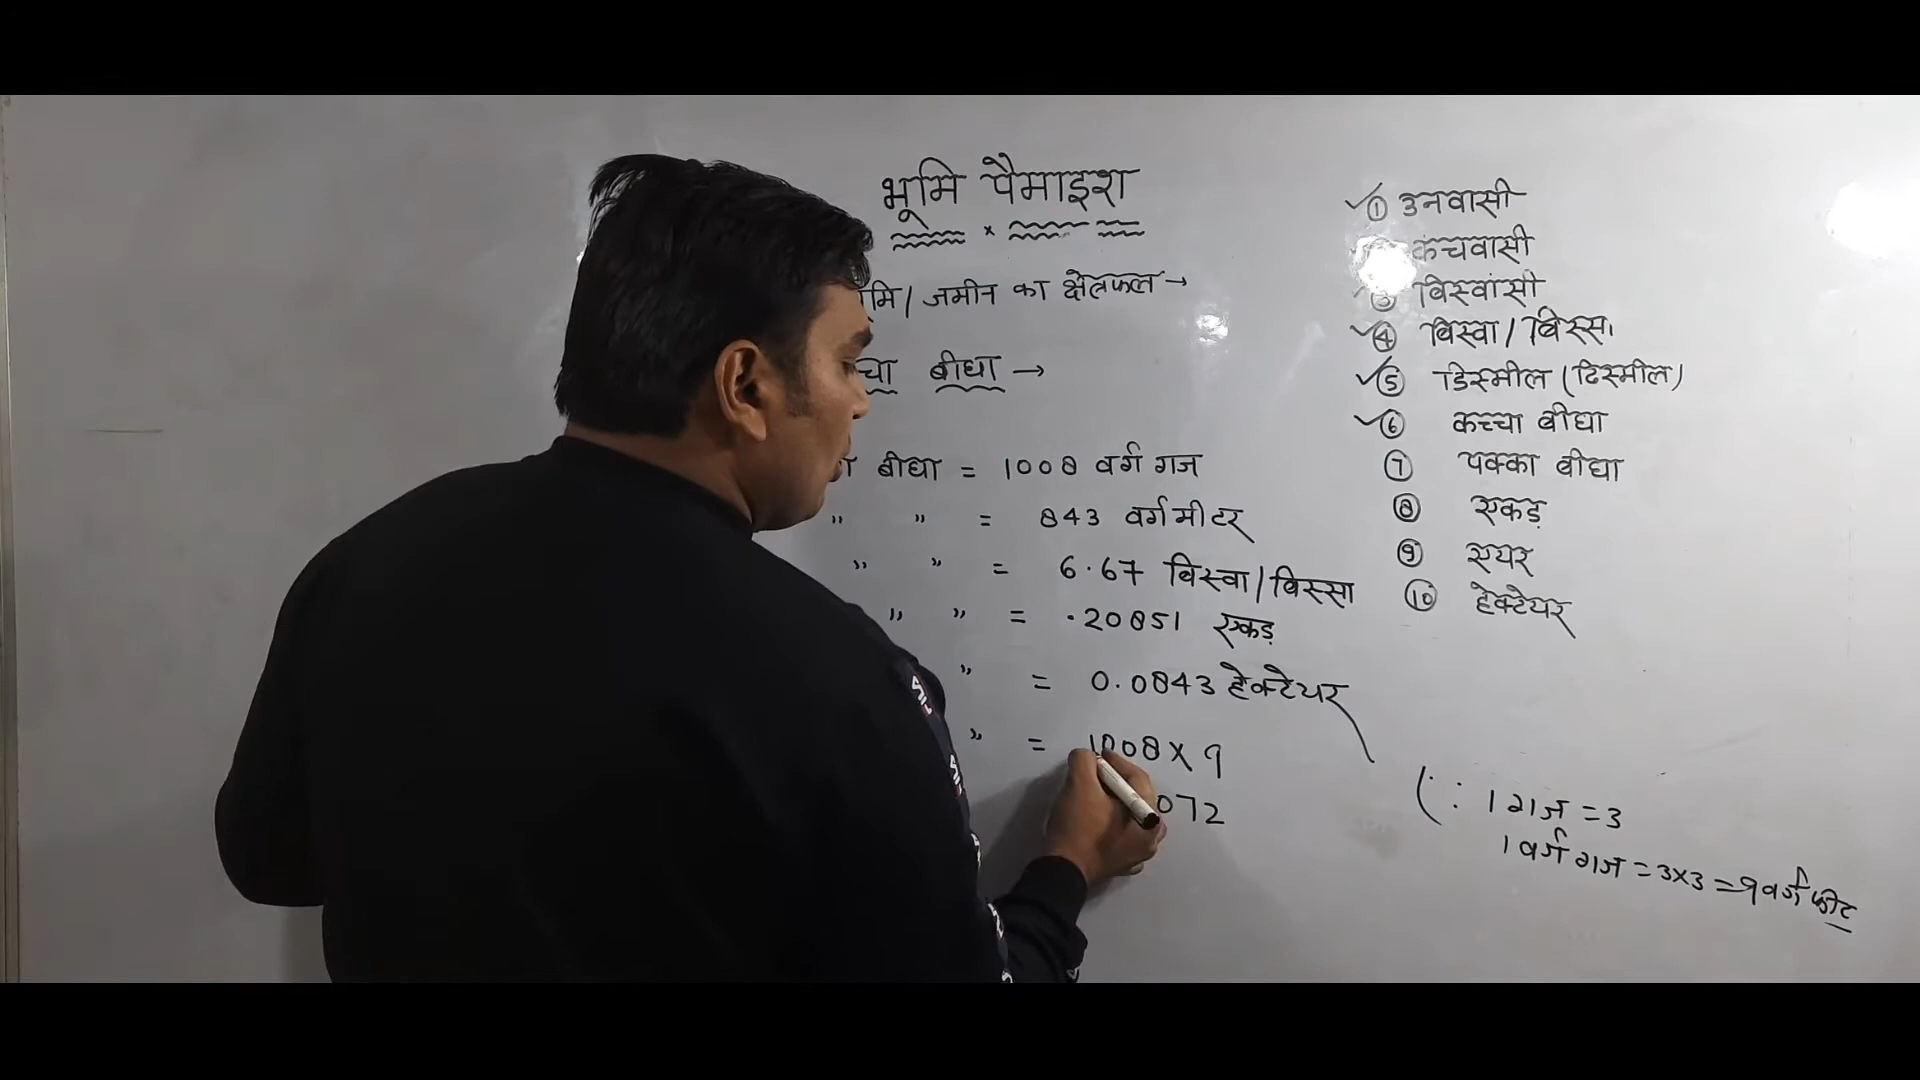 भूमि पैमाइश
मि / जमीन का क्षेत्रफल →
चा बीघा →
बीघा = 1008 वर्ग गज
" " = 843 वर्ग मीटर
" " = 6.67 विस्वा / बिस्सा
" " = .20851 एकड़
" = 0.0843 हेक्टेयर
" = 1008 x 9
072
① उनवासी
कचवासी
③ विस्वांसी
④ विस्वा / बिस्सा
⑤ डिस्मील (टिस्मील)
⑥ कच्चा बीघा
⑦ पक्का बीघा
⑧ एकड़
⑨ एयर
⑩ हेक्टेयर
( ∵ 1 गज = 3
1 वर्ग गज = 3x3 = 9 वर्ग फीट